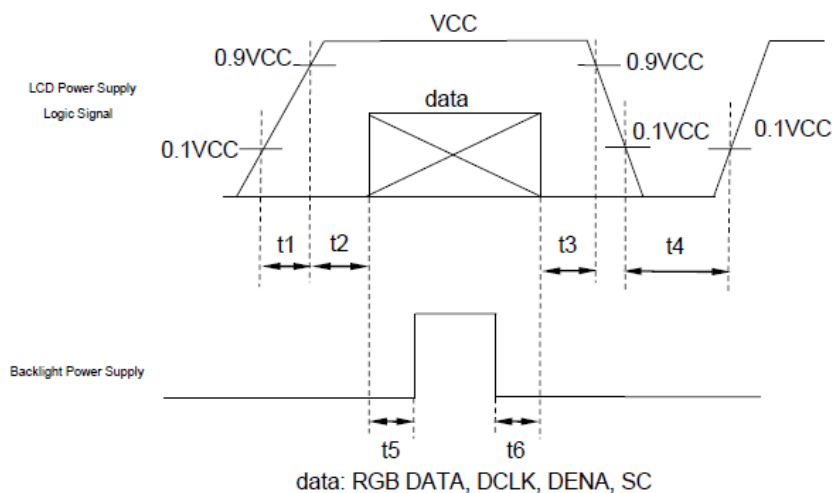 VCC
0.9VCC
0.9VCC
LCD Power Supply
Logic Signal
data
0.1VCC
0.1VCC
0.1VCC
t1
t2
t3
t4
Backlight Power Supply
t5
t6
data: RGB DATA, DCLK, DENA, SC